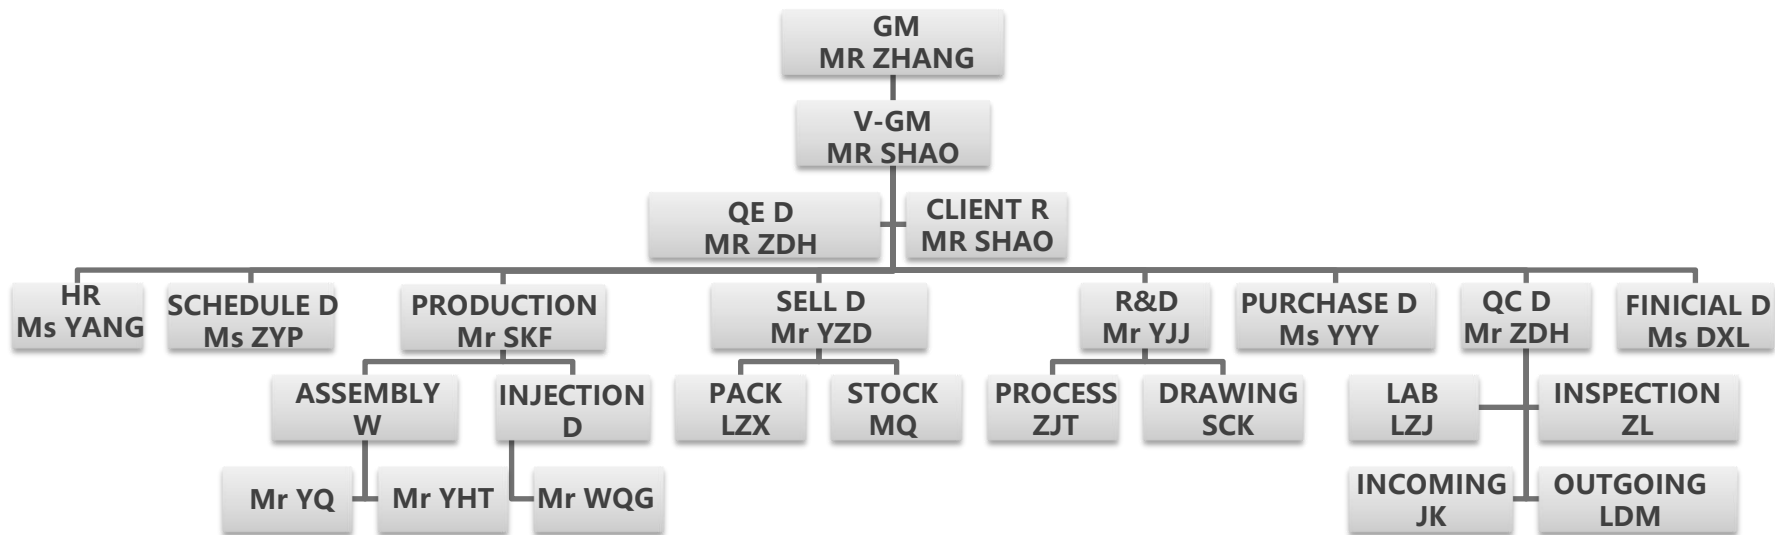 GM
MR ZHANG
V-GM
MR SHAO
QE D
MR ZDH
CLIENT R
MR SHAO
HR
Ms YANG
SCHEDULE D
Ms ZYP
PRODUCTION
Mr SKF
SELL D
Mr YZD
R&D
Mr YJJ
PURCHASE D
Ms YYY
QC D
Mr ZDH
FINICIAL D
Ms DXL
ASSEMBLY
W
INJECTION
D
PACK
LZX
STOCK
MQ
PROCESS
ZJT
DRAWING
SCK
LAB
LZJ
INSPECTION
ZL
Mr YQ
Mr YHT
Mr WQG
INCOMING
JK
OUTGOING
LDM